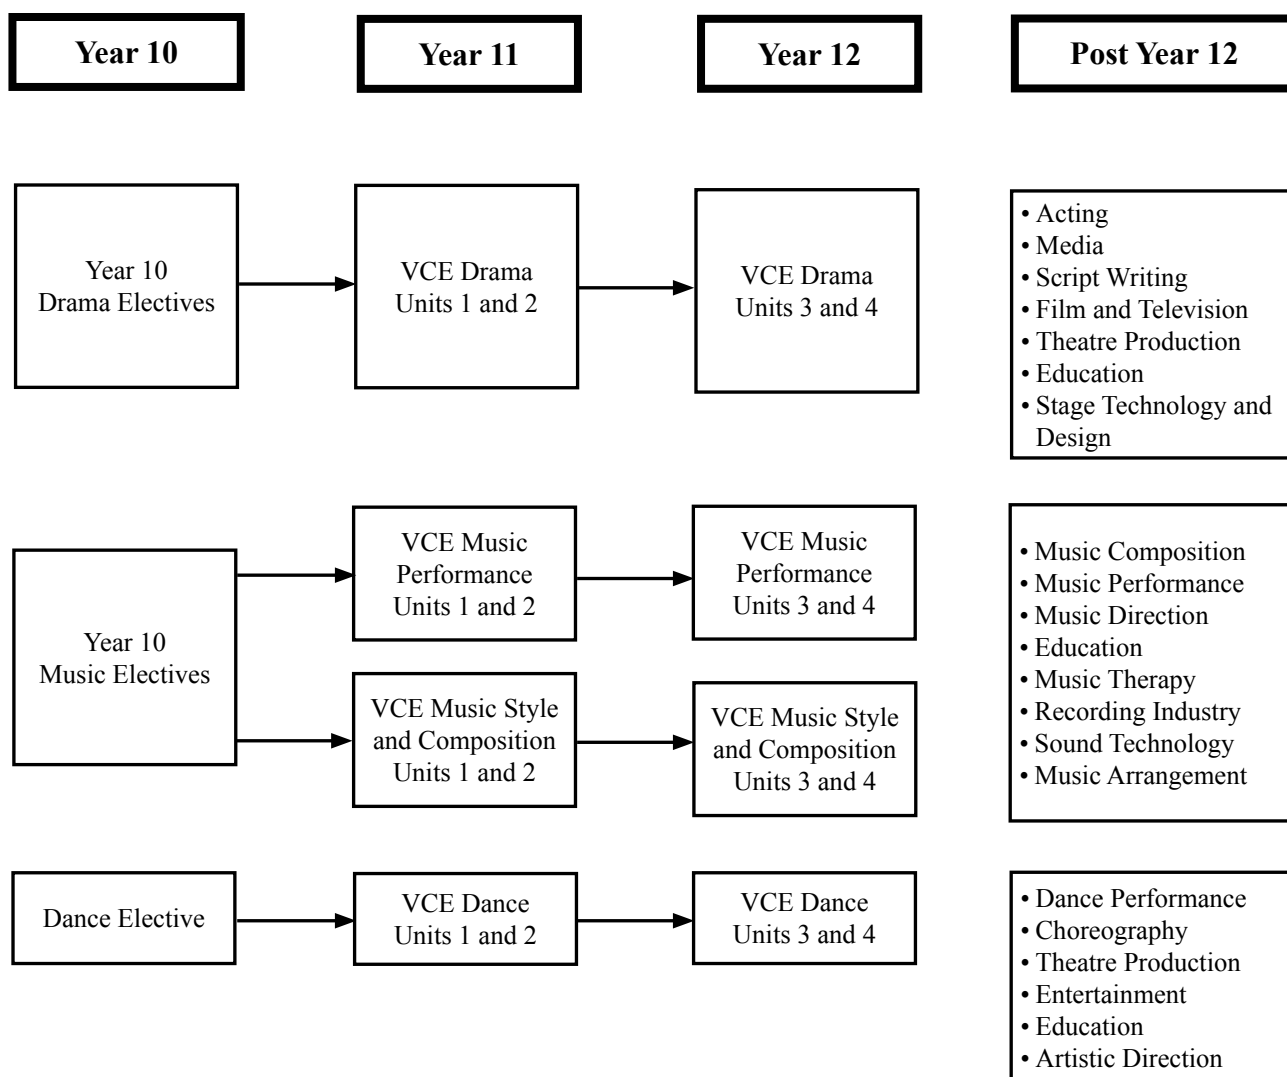 Year 10
Year 11
Year 12
Post Year 12
Year 10
Drama Electives
VCE Drama
Units 1 and 2
VCE Drama
Units 3 and 4
• Acting
• Media
• Script Writing
• Film and Television
• Theatre Production
• Education
• Stage Technology and
Design
Year 10
Music Electives
VCE Music
Performance
Units 1 and 2
VCE Music
Performance
Units 3 and 4
VCE Music Style
and Composition
Units 1 and 2
VCE Music Style
and Composition
Units 3 and 4
• Music Composition
• Music Performance
• Music Direction
• Education
• Music Therapy
• Recording Industry
• Sound Technology
• Music Arrangement
Dance Elective
VCE Dance
Units 1 and 2
VCE Dance
Units 3 and 4
• Dance Performance
• Choreography
• Theatre Production
• Entertainment
• Education
• Artistic Direction